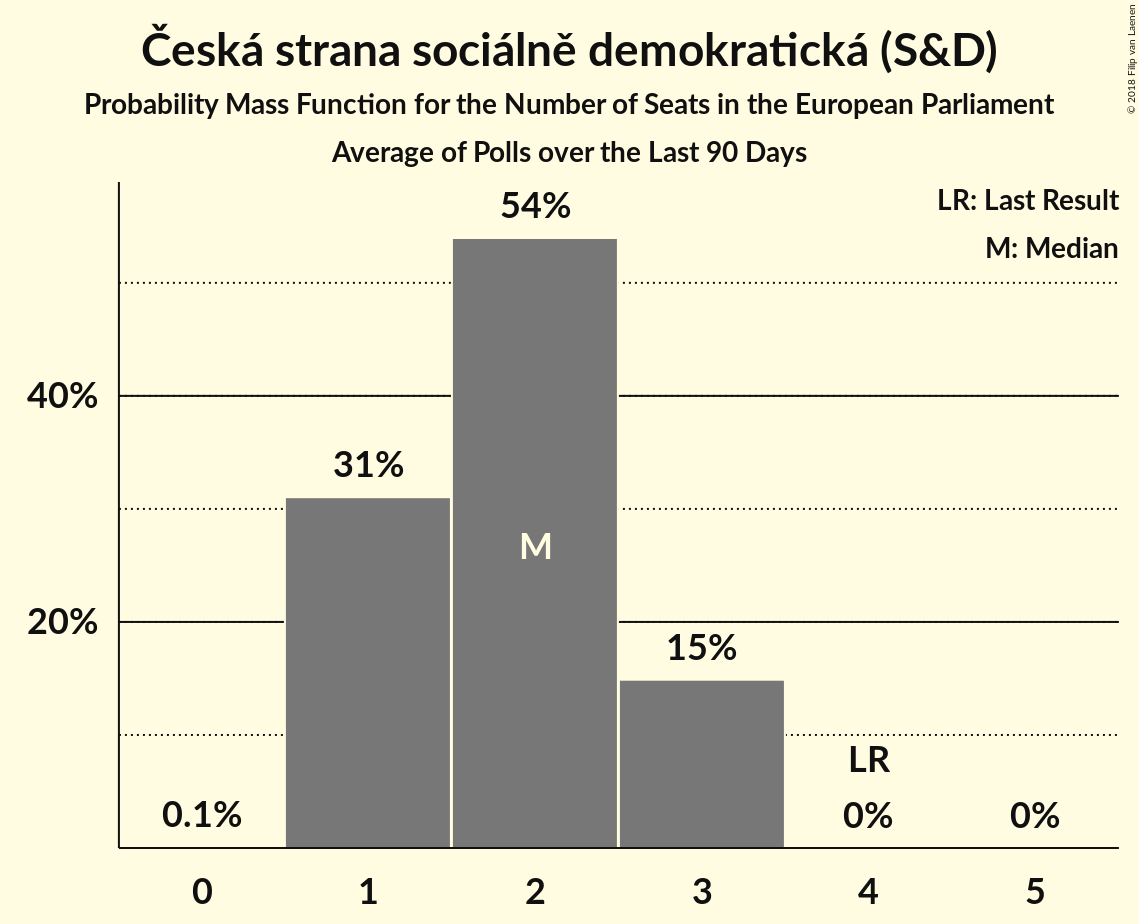 Česká strana sociálně demokratická (S&D)
Probability Mass Function for the Number of Seats in the European Parliament
Average of Polls over the Last 90 Days
© 2018 Filip van Laenen
LR: Last Result
M: Median
54%
40%
31%
M
20%
15%
LR
0.1%
0%
0%
0
1
2
3
4
5